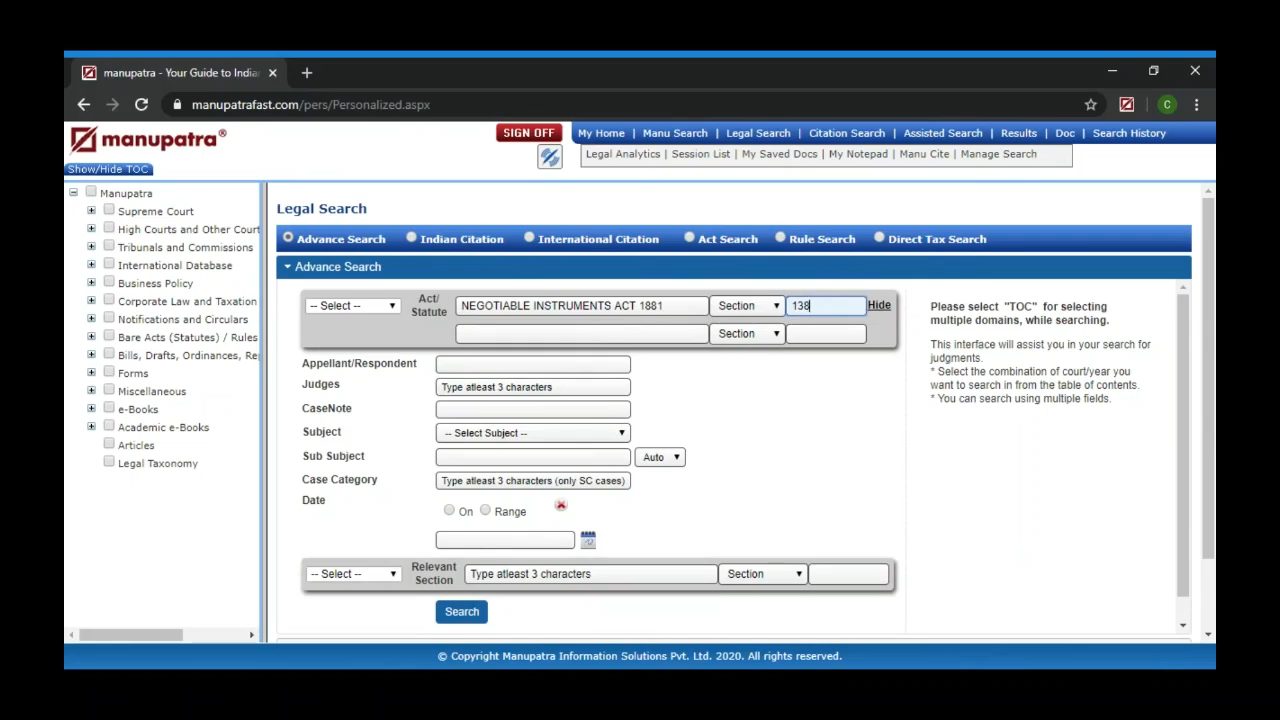 manupatra - Your Guide to India
manupatrafast.com/pers/Personalized.aspx
C
manupatra®
SIGN OFF
My Home | Manu Search | Legal Search | Citation Search | Assisted Search | Results | Doc | Search History
Legal Analytics | Session List | My Saved Docs | My Notepad | Manu Cite | Manage Search
Show/Hide TOC
Manupatra
Supreme Court
High Courts and Other Court
Tribunals and Commissions
International Database
Business Policy
Corporate Law and Taxation
Notifications and Circulars
Bare Acts (Statutes) / Rules
Bills, Drafts, Ordinances, Re
Forms
Miscellaneous
e-Books
Academic e-Books
Articles
Legal Taxonomy
Legal Search
Advance Search Indian Citation International Citation Act Search Rule Search Direct Tax Search
Advance Search
-- Select -- Act/ Statute NEGOTIABLE INSTRUMENTS ACT 1881 Section 138 Hide
Section
Appellant/Respondent
Judges Type atleast 3 characters
CaseNote
Subject -- Select Subject --
Sub Subject Auto
Case Category Type atleast 3 characters (only SC cases)
Date
On Range
-- Select -- Relevant Section Type atleast 3 characters Section
Search
Please select "TOC" for selecting
multiple domains, while searching.
This interface will assist you in your search for
judgments.
* Select the combination of court/year you
want to search in from the table of contents.
* You can search using multiple fields.
© Copyright Manupatra Information Solutions Pvt. Ltd. 2020. All rights reserved.